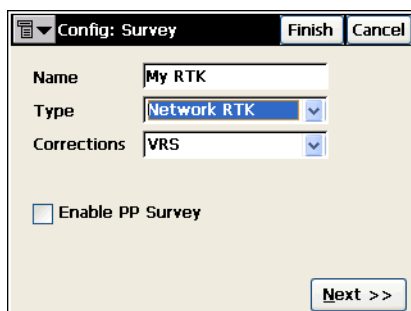 Config: Survey Finish Cancel
Name My RTK
Type Network RTK
Corrections VRS
Enable PP Survey
Next >>